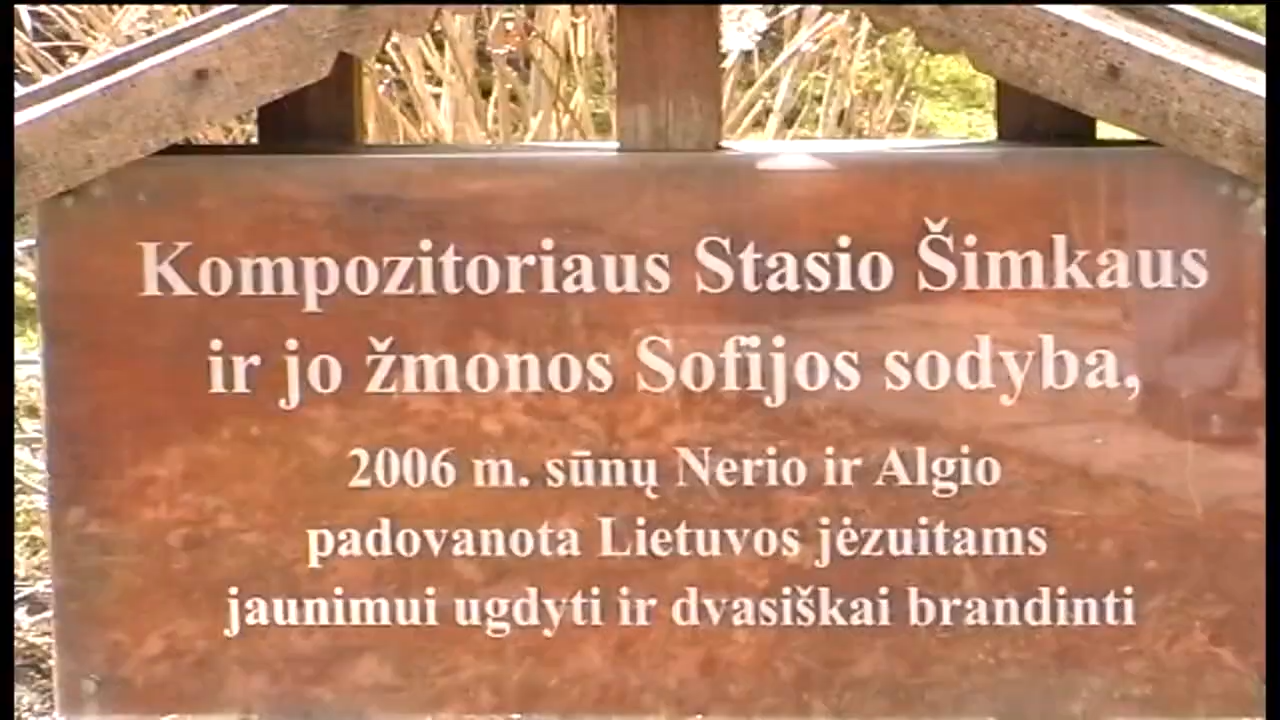 Kompozitoriaus Stasio Šimkaus
ir jo žmonos Sofijos sodyba,
2006 m. sūnų Nerio ir Algio
padovanota Lietuvos jėzuitams
jaunimui ugdyti ir dvasiškai brandinti